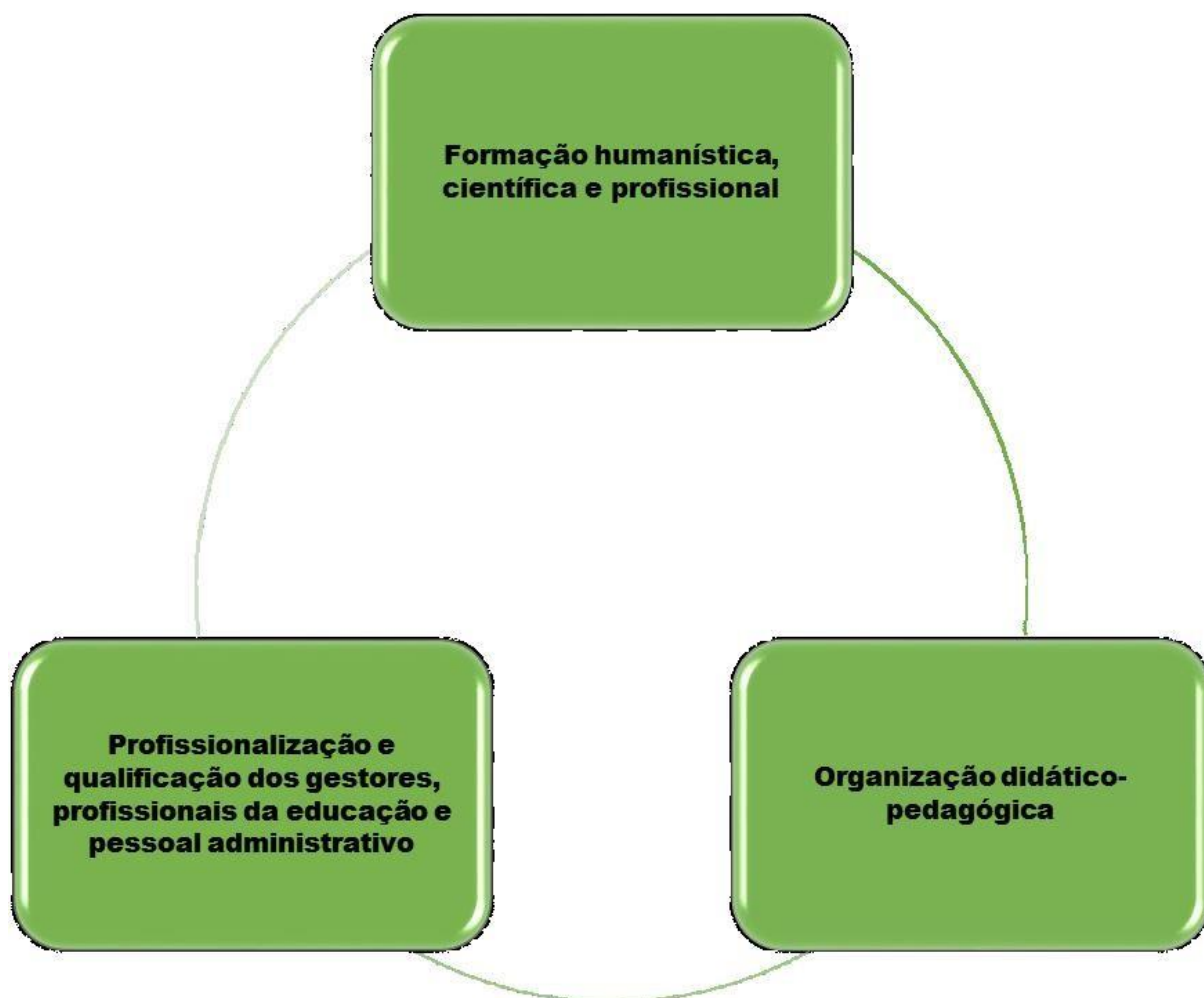 Formação humanística,
científica e profissional
Profissionalização e
qualificação dos gestores,
profissionais da educação e
pessoal administrativo
Organização didático-
pedagógica